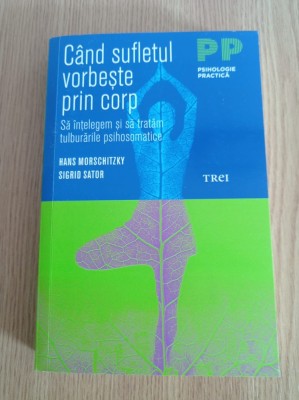 Când sufletul
vorbește
prin corp
Să înțelegem și să tratăm
tulburările psihosomatice
HANS MORSCHITZKY
SIGRID SATOR
PP
PSIHOLOGIE
PRACTICĂ
TREI